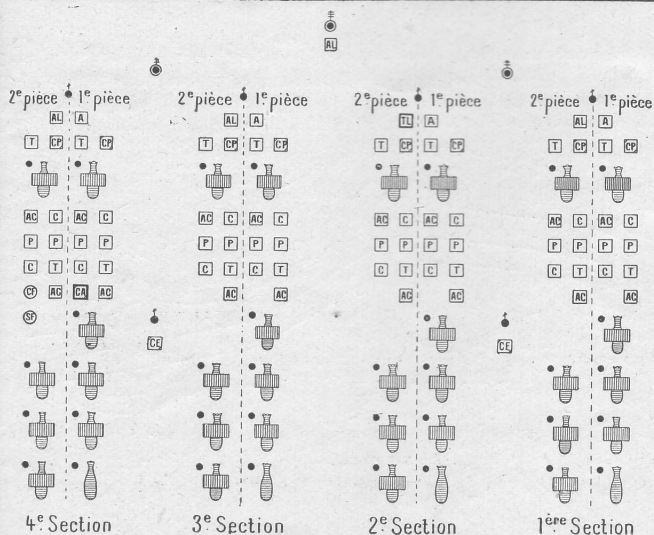 AL
2e pièce 1e pièce 2e pièce 1e pièce 2e pièce 1e pièce 2e pièce 1e pièce
AL A AL A TL A AL A
T CP T CP T CP T CP T CP T CP T CP T CP
AC C AC C AC C AC C AC C AC C AC C AC C
P P P P P P P P P P P P P P P P
C T C T C T C T C T C T C T C T
CF AC CA AC AC AC AC AC AC AC
SF
CE CE
4e Section 3e Section 2e Section 1ère Section